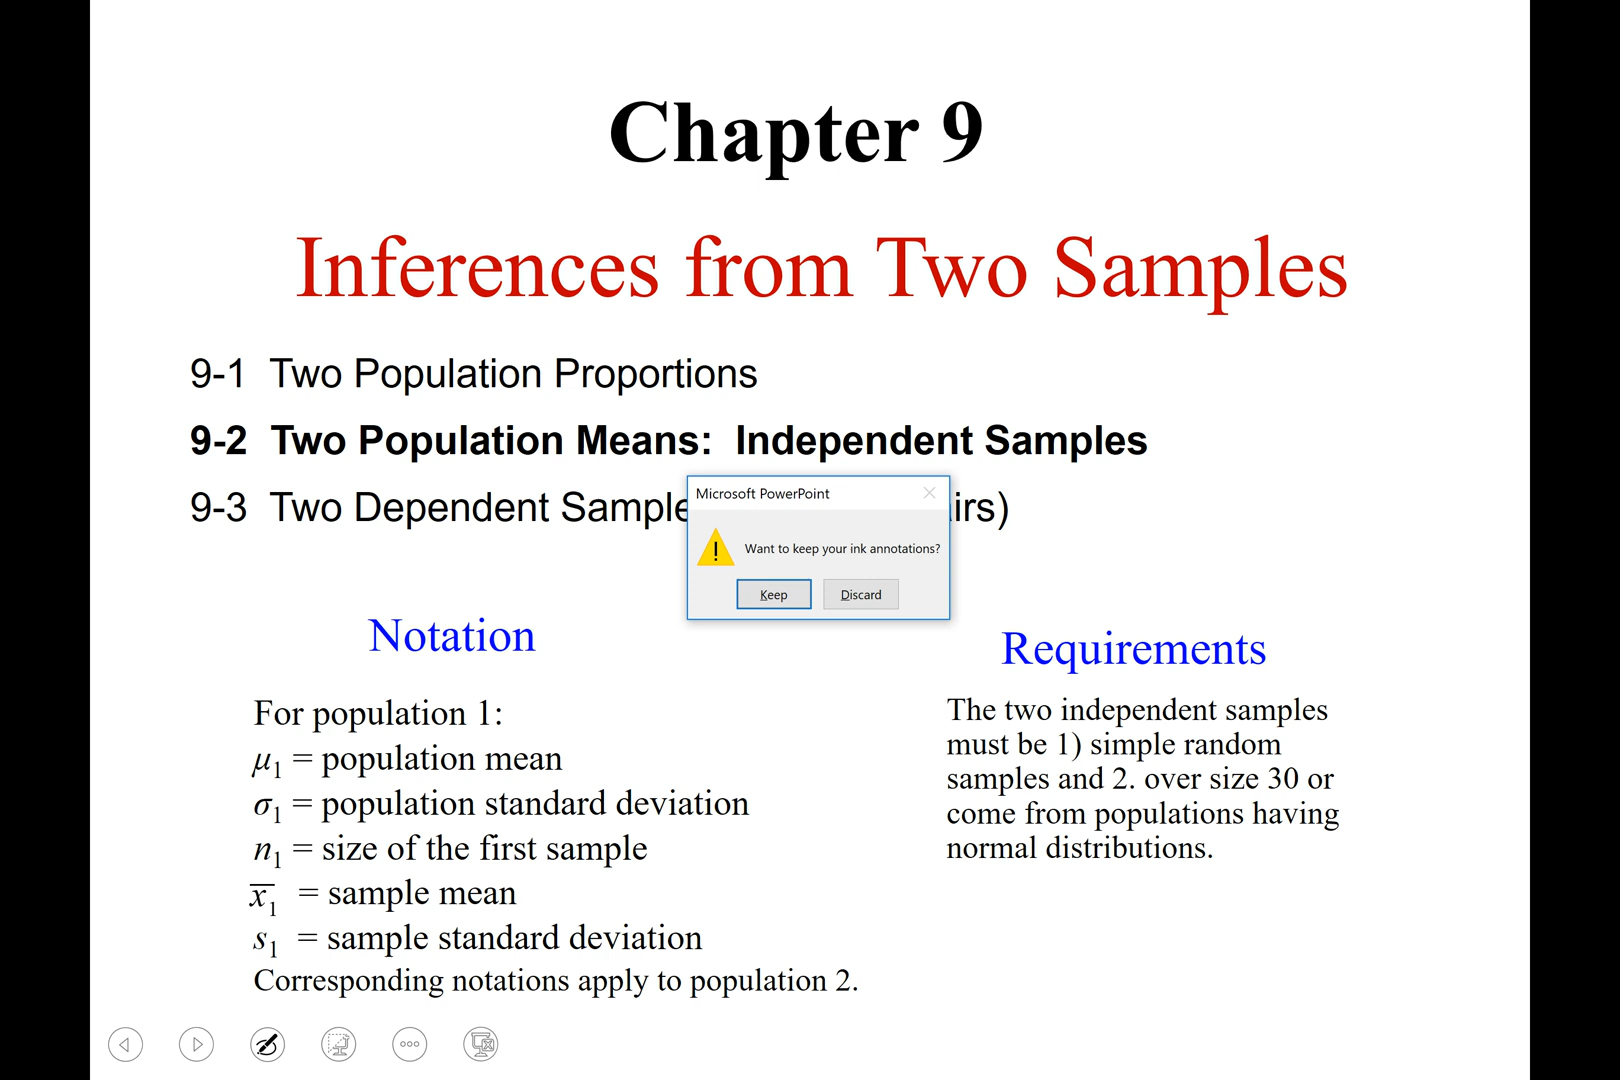 Chapter 9
Inferences from Two Samples
9-1 Two Population Proportions
9-2 Two Population Means: Independent Samples
9-3 Two Dependent Sample irs)
Microsoft PowerPoint
Want to keep your ink annotations?
Keep Discard
Notation
For population 1:
μ₁ = population mean
σ₁ = population standard deviation
n₁ = size of the first sample
x̄₁ = sample mean
s₁ = sample standard deviation
Corresponding notations apply to population 2.
Requirements
The two independent samples
must be 1) simple random
samples and 2. over size 30 or
come from populations having
normal distributions.